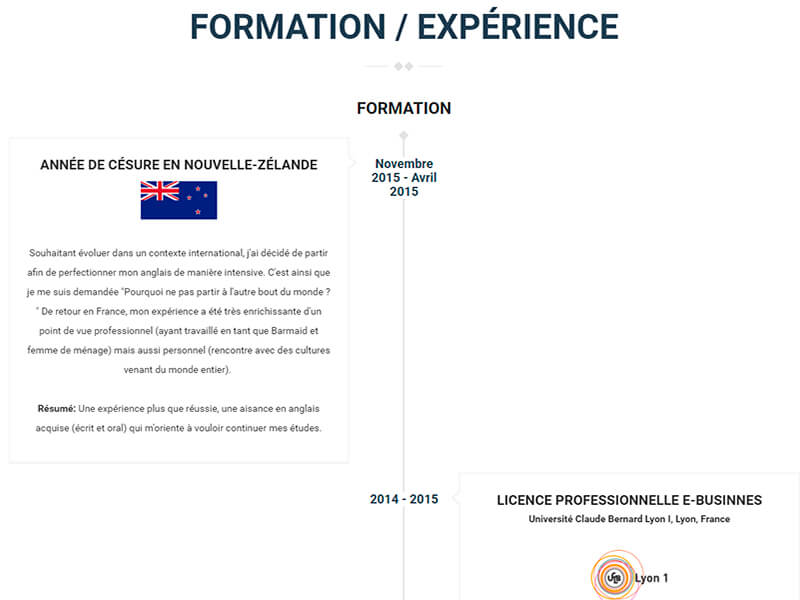 FORMATION / EXPÉRIENCE
FORMATION
ANNÉE DE CÉSURE EN NOUVELLE-ZÉLANDE
Novembre
2015 - Avril
2015
Souhaitant évoluer dans un contexte international, j'ai décidé de partir
afin de perfectionner mon anglais de manière intensive. C'est ainsi que
je me suis demandée "Pourquoi ne pas partir à l'autre bout du monde ?
" De retour en France, mon expérience a été très enrichissante d'un
point de vue professionnel (ayant travaillé en tant que Barmaid et
femme de ménage) mais aussi personnel (rencontre avec des cultures
venant du monde entier).
Résumé: Une expérience plus que réussie, une aisance en anglais
acquise (écrit et oral) qui m'oriente à vouloir continuer mes études.
2014 - 2015
LICENCE PROFESSIONNELLE E-BUSINNES
Université Claude Bernard Lyon I, Lyon, France
Lyon 1